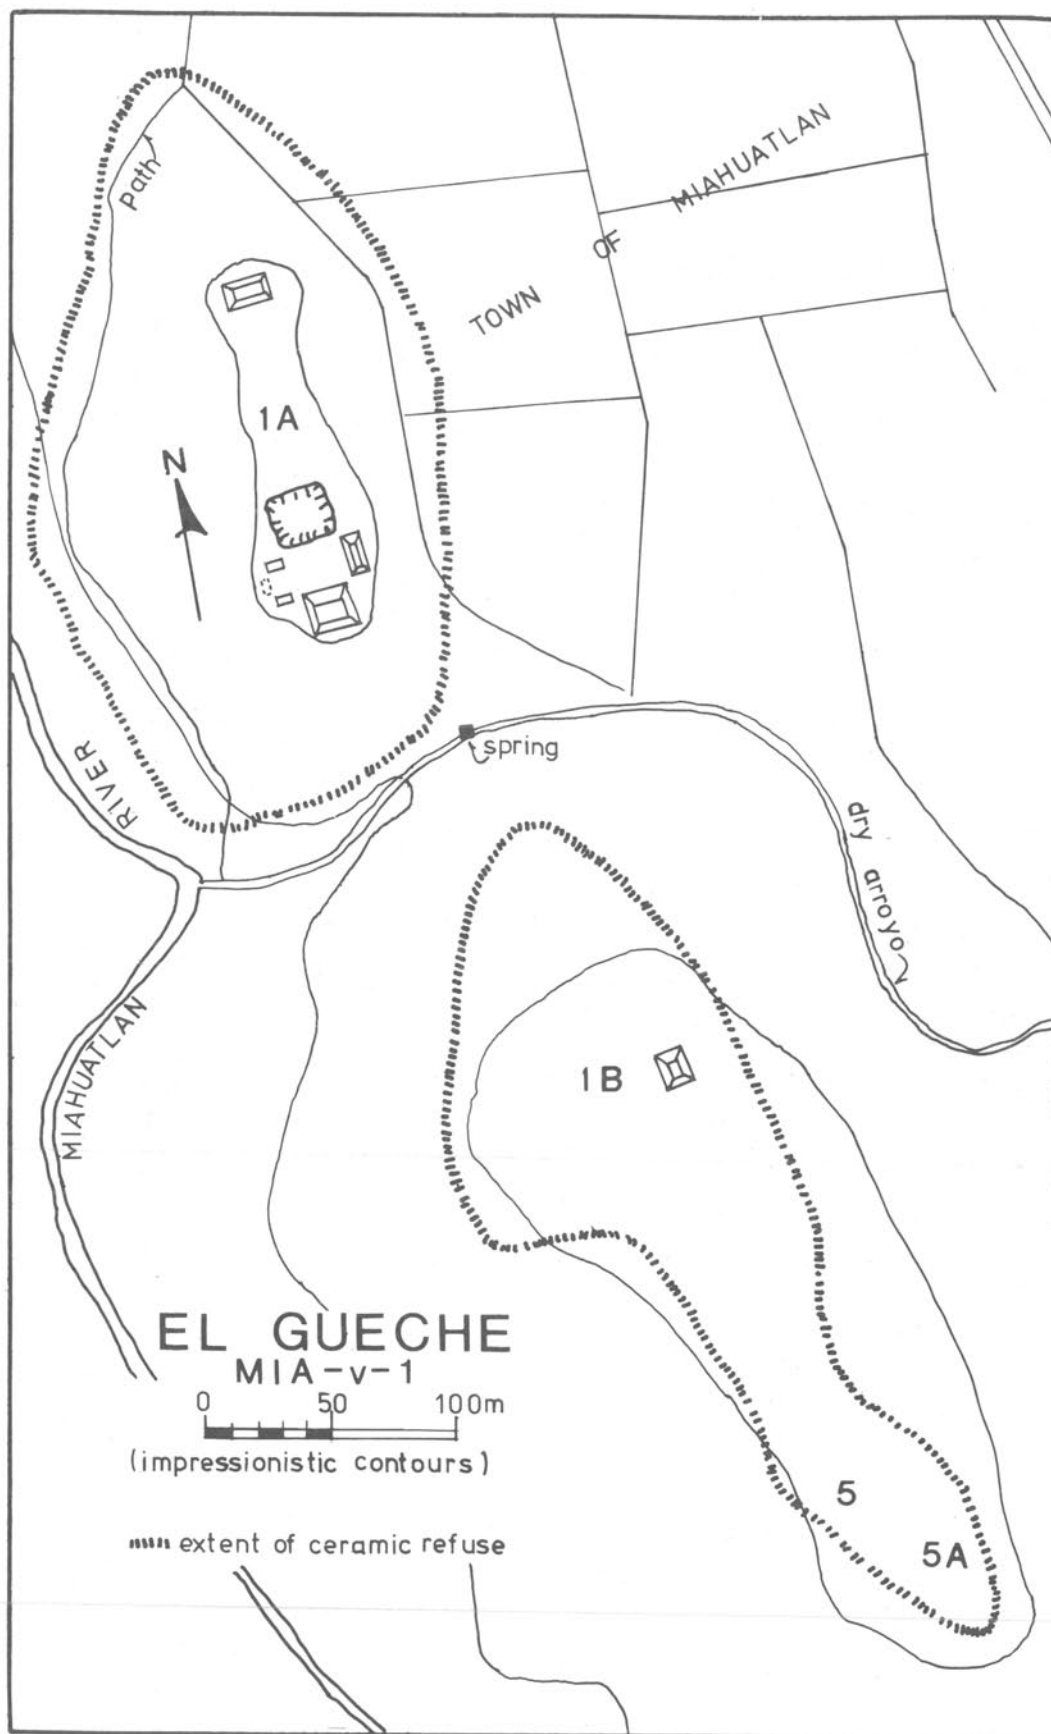 Path
MIAHUATLAN
OF
TOWN
1A
N
RIVER
spring
dry arroyo
MIAHUATLAN
1B
EL GUECHE
MIA-v-1
0 50 100m
(impressionistic contours)
extent of ceramic refuse
5
5A